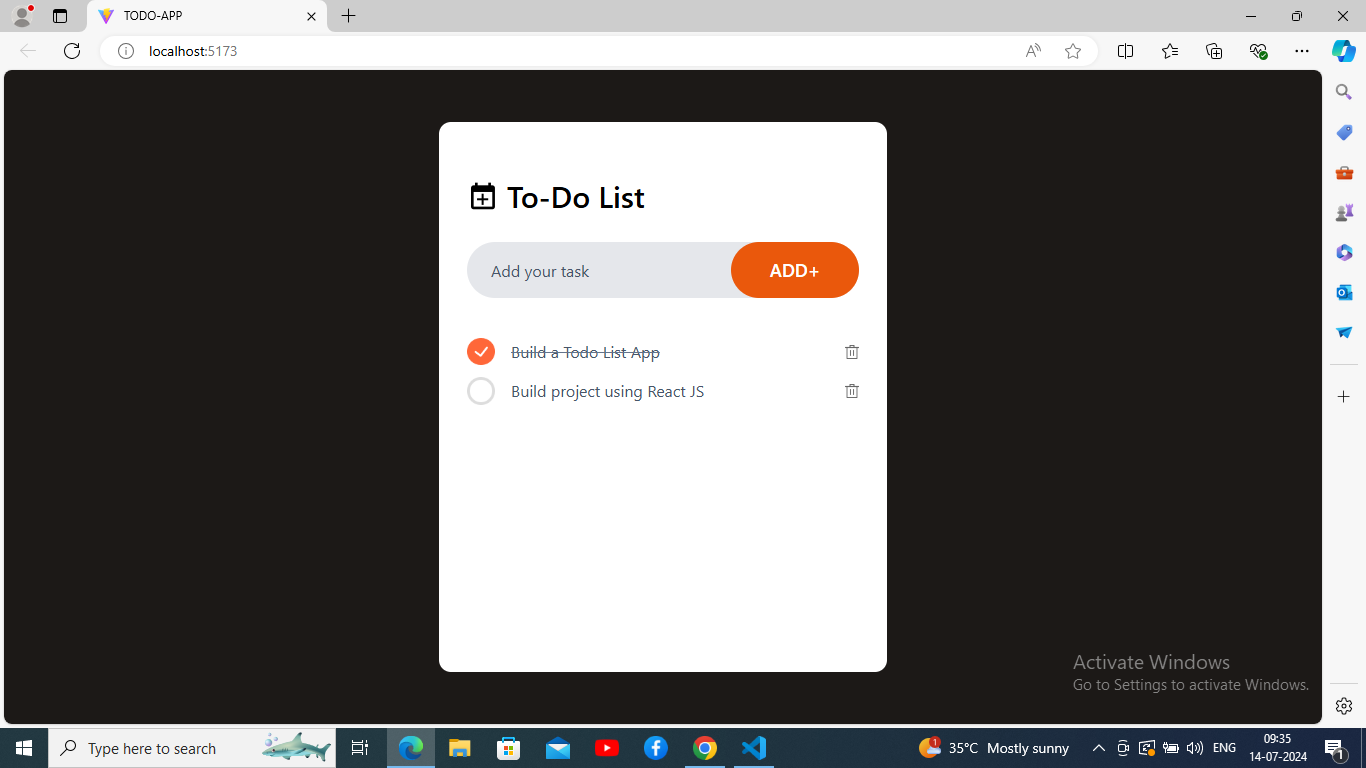 TODO-APP
localhost:5173
To-Do List
Add your task
ADD+
Build a Todo List App
Build project using React JS
Activate Windows
Go to Settings to activate Windows.
Type here to search
1
35°C Mostly sunny
ENG
09:35
14-07-2024
1